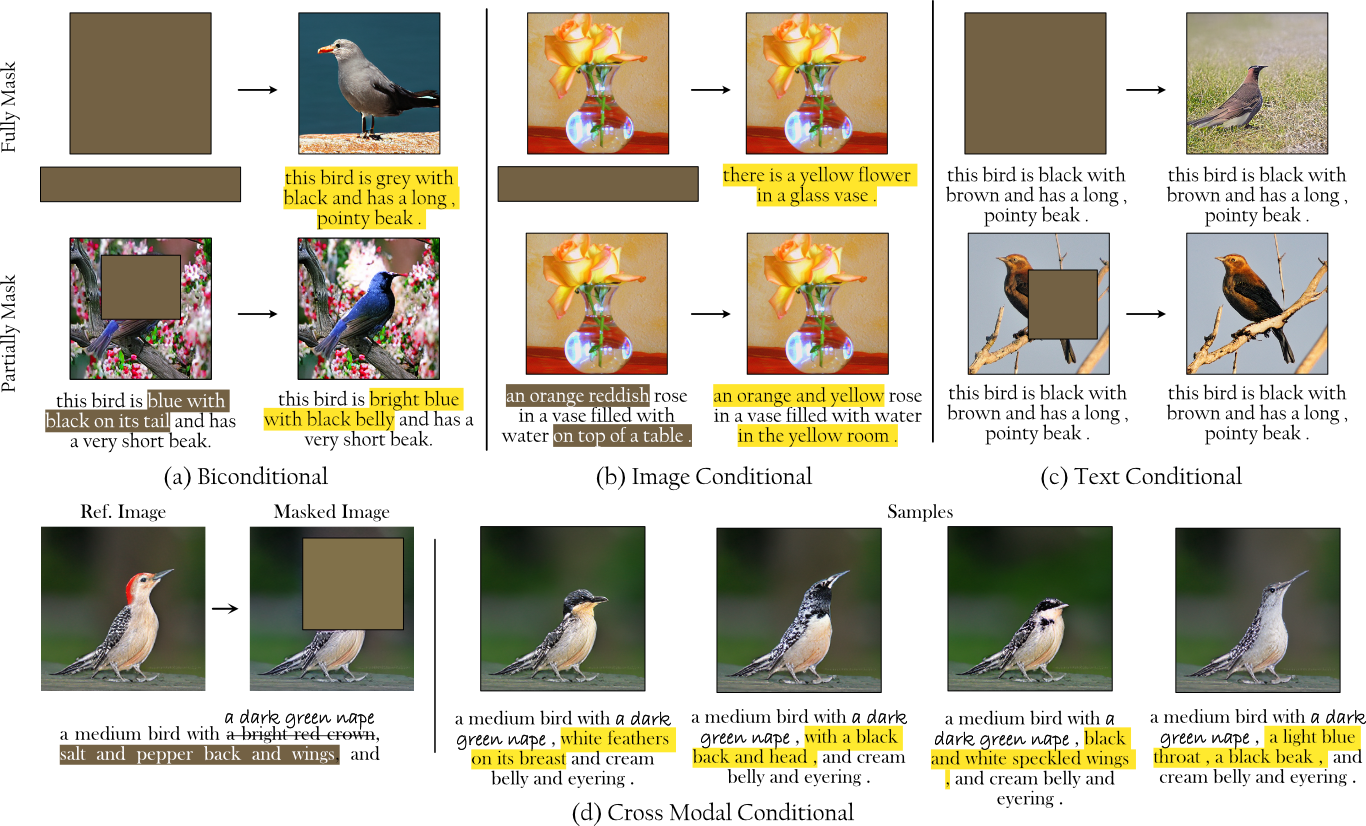 Fully Mask
this bird is grey with
black and has a long ,
pointy beak .
there is a yellow flower
in a glass vase .
this bird is black with
brown and has a long ,
pointy beak .
this bird is black with
brown and has a long ,
pointy beak .
Partially Mask
this bird is blue with
black on its tail and has
a very short beak.
this bird is bright blue
with black belly and has a
very short beak.
an orange reddish rose
in a vase filled with
water on top of a table .
an orange and yellow rose
in a vase filled with water
in the yellow room .
this bird is black with
brown and has a long ,
pointy beak .
this bird is black with
brown and has a long ,
pointy beak .
(a) Biconditional
(b) Image Conditional
(c) Text Conditional
Ref. Image
Masked Image
Samples
a dark green nape
a medium bird with a bright red crown,
salt and pepper back and wings, and
a medium bird with a dark
green nape , white feathers
on its breast and cream
belly and eyering .
a medium bird with a dark
green nape , with a black
back and head , and cream
belly and eyering .
a medium bird with a
dark green nape , black
and white speckled wings
, and cream belly and
eyering .
a medium bird with a dark
green nape , a light blue
throat , a black beak , and
cream belly and eyering .
(d) Cross Modal Conditional